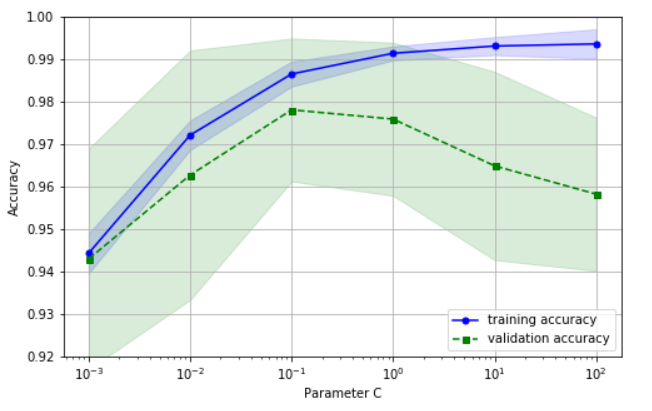 1.00
0.99
0.98
0.97
0.96
0.95
0.94
0.93
0.92
Accuracy
10⁻³ 10⁻² 10⁻¹ 10⁰ 10¹ 10²
Parameter C
training accuracy
validation accuracy